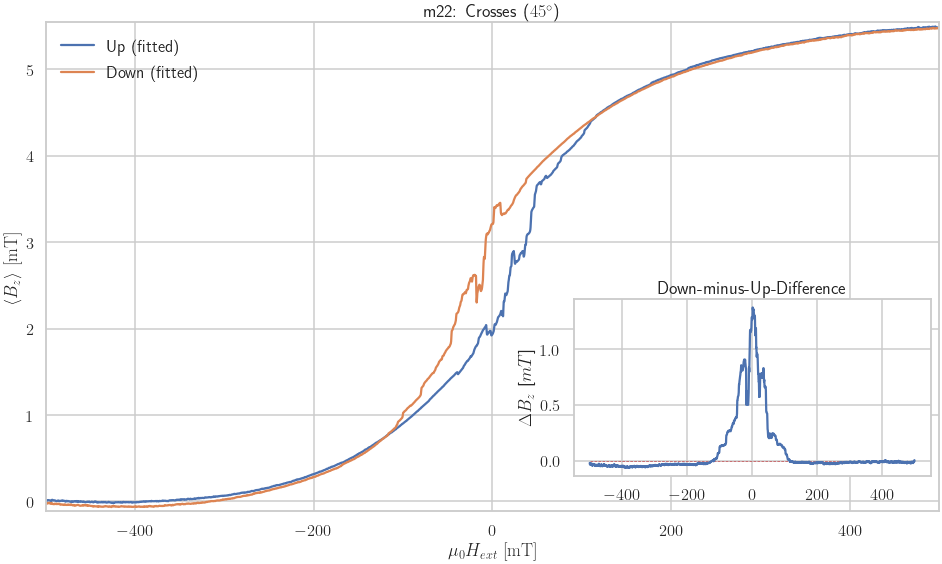 m22: Crosses (45°)
Up (fitted)
Down (fitted)
5
4
3
2
1
0
⟨B_z⟩ [mT]
−400
−200
0
200
400
μ₀H_ext [mT]
Down-minus-Up-Difference
1.0
0.5
0.0
ΔB_z [mT]
−400
−200
0
200
400